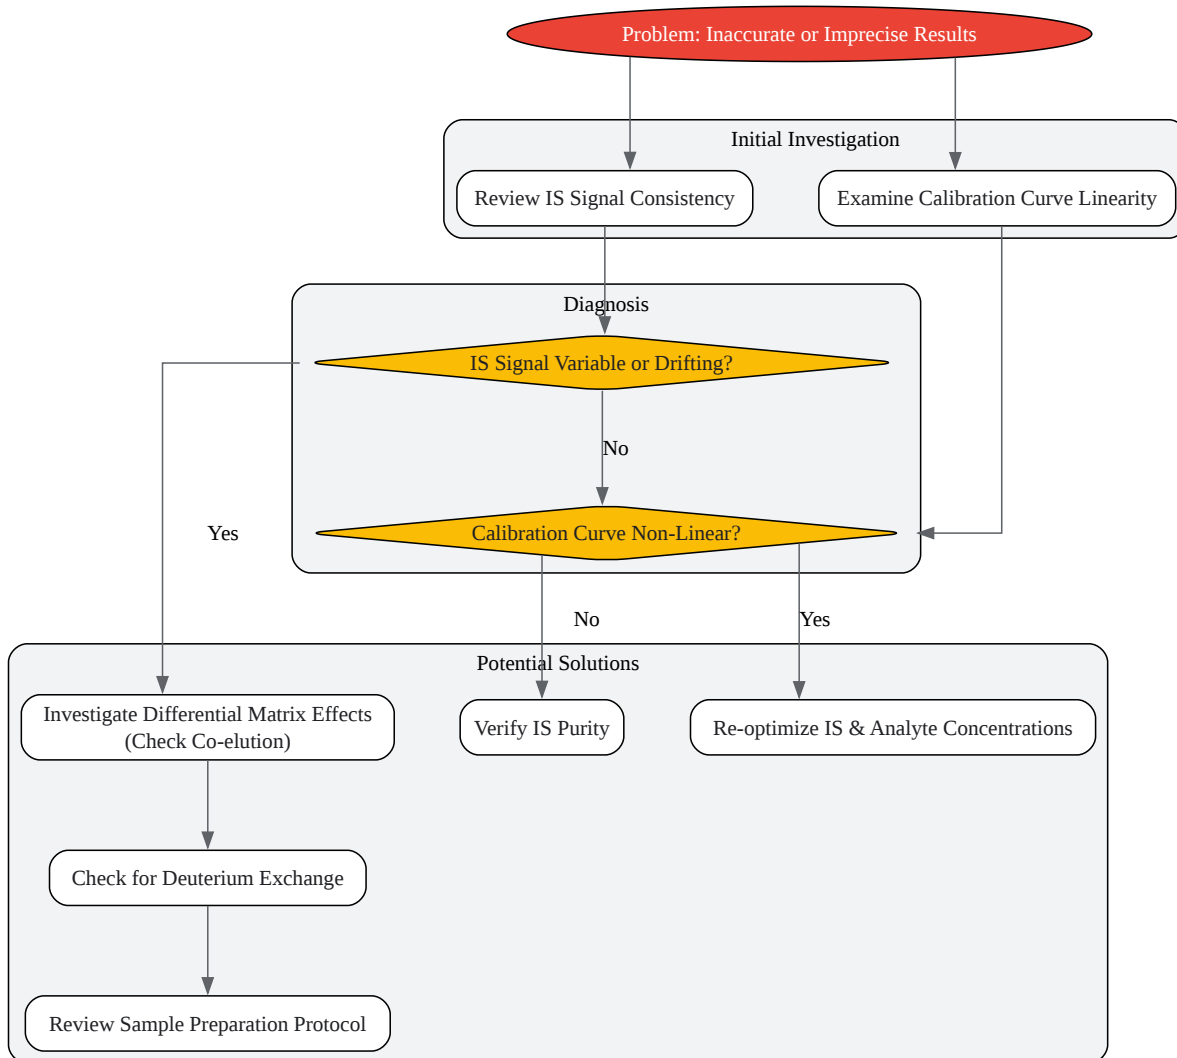 Problem: Inaccurate or Imprecise Results
Initial Investigation
Review IS Signal Consistency
Examine Calibration Curve Linearity
Diagnosis
IS Signal Variable or Drifting?
No
Yes
Calibration Curve Non-Linear?
No
Yes
Potential Solutions
Investigate Differential Matrix Effects
(Check Co-elution)
Verify IS Purity
Re-optimize IS & Analyte Concentrations
Check for Deuterium Exchange
Review Sample Preparation Protocol